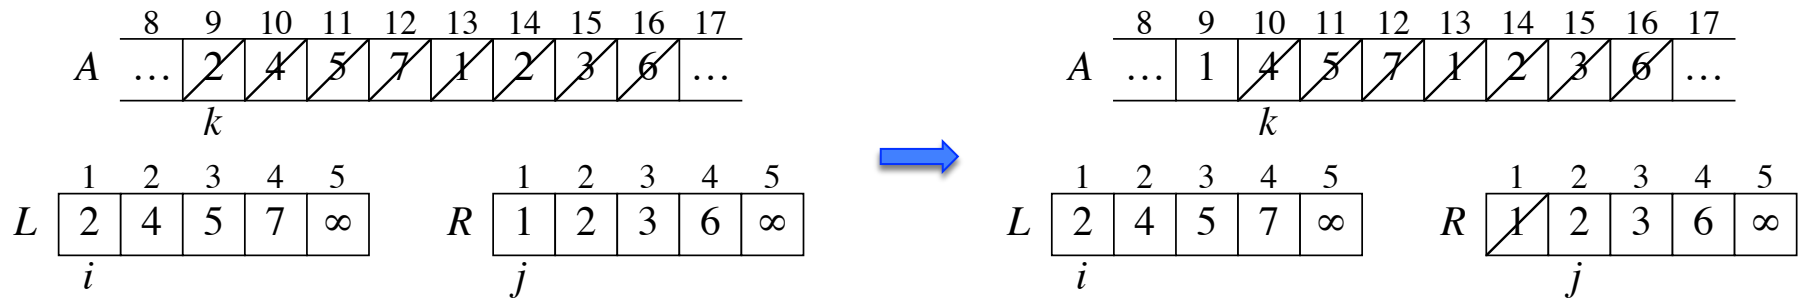 8 9 10 11 12 13 14 15 16 17
A … 2 4 5 7 1 2 3 6 …
k
1 2 3 4 5
L 2 4 5 7 ∞
i
1 2 3 4 5
R 1 2 3 6 ∞
j
8 9 10 11 12 13 14 15 16 17
A … 1 4 5 7 1 2 3 6 …
k
1 2 3 4 5
L 2 4 5 7 ∞
i
1 2 3 4 5
R 1 2 3 6 ∞
j